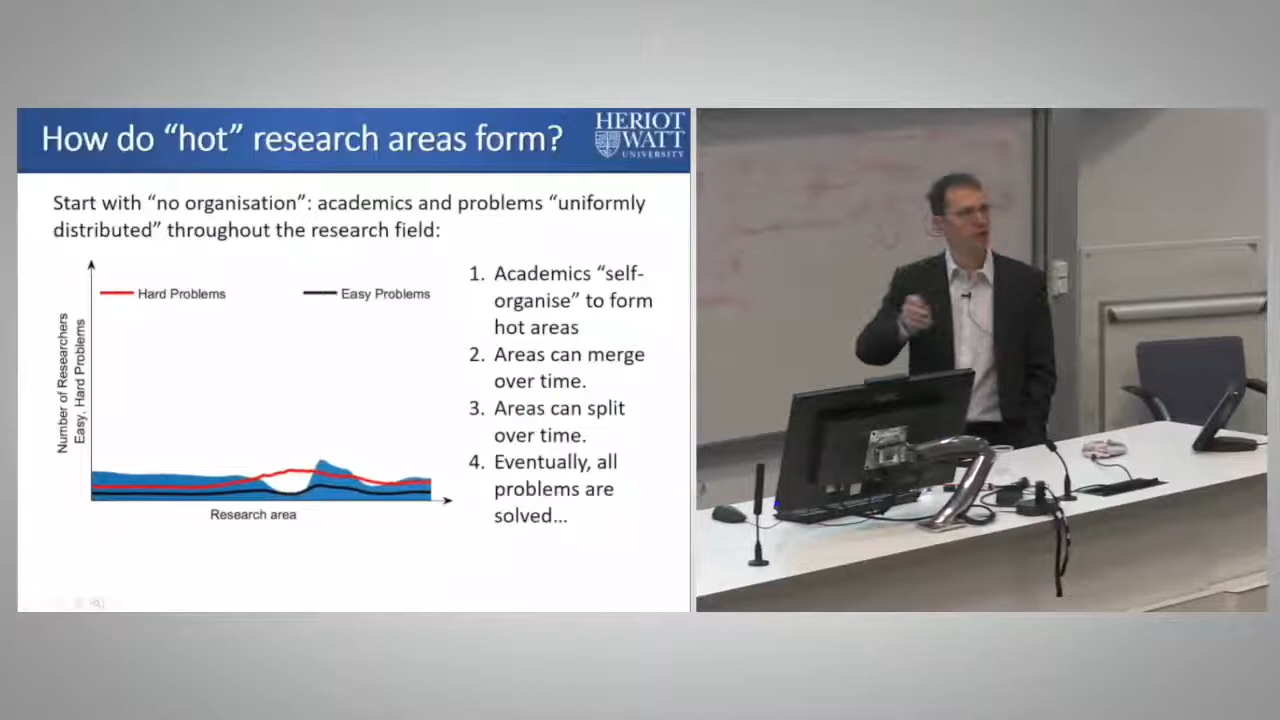 How do “hot” research areas form?
HERIOT
WATT
UNIVERSITY
Start with “no organisation”: academics and problems “uniformly
distributed” throughout the research field:
Hard Problems
Easy Problems
Number of Researchers
Easy, Hard Problems
Research area
1. Academics “self-
organise” to form
hot areas
2. Areas can merge
over time.
3. Areas can split
over time.
4. Eventually, all
problems are
solved…